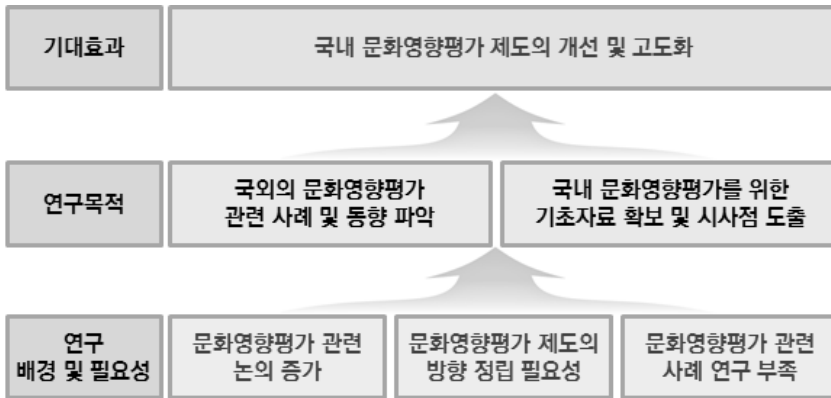 기대효과
국내 문화영향평가 제도의 개선 및 고도화
연구목적
국외의 문화영향평가
관련 사례 및 동향 파악
국내 문화영향평가를 위한
기초자료 확보 및 시사점 도출
연구
배경 및 필요성
문화영향평가 관련
논의 증가
문화영향평가 제도의
방향 정립 필요성
문화영향평가 관련
사례 연구 부족